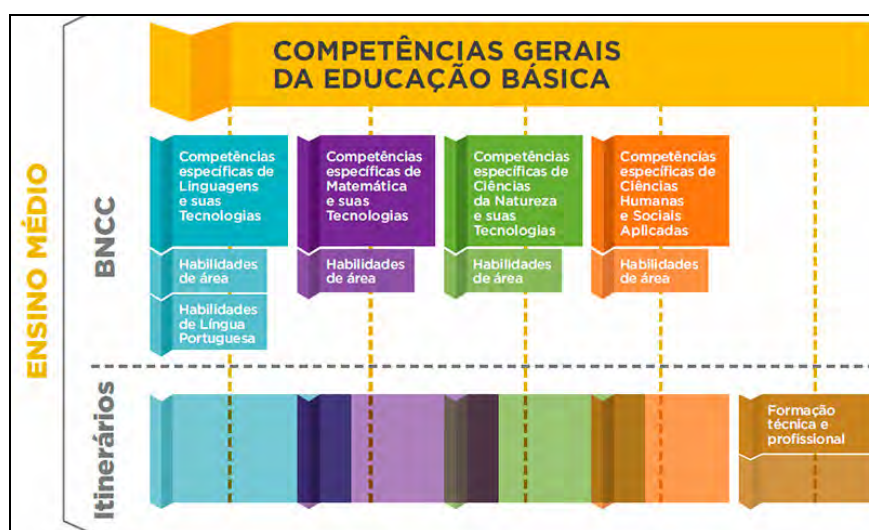 COMPETÊNCIAS GERAIS
DA EDUCAÇÃO BÁSICA
ENSINO MÉDIO
BNCC
Competências
específicas de
Linguagens
e suas
Tecnologias
Habilidades
de área
Habilidades
de Língua
Portuguesa
Competências
específicas de
Matemática
e suas
Tecnologias
Habilidades
de área
Competências
específicas de
Ciências
da Natureza
e suas
Tecnologias
Habilidades
de área
Competências
específicas de
Ciências
Humanas
e Sociais
Aplicadas
Habilidades
de área
Itinerários
Formação
técnica e
profissional